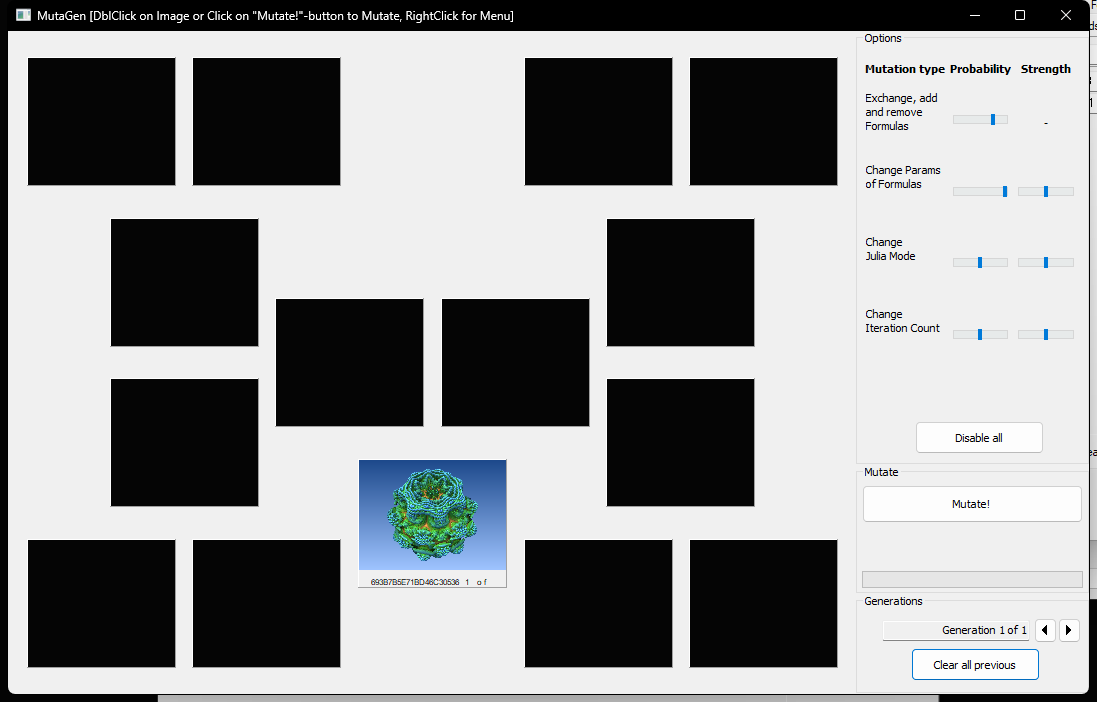 MutaGen [DblClick on Image or Click on "Mutate!"-button to Mutate, RightClick for Menu]
Options
Mutation type Probability Strength
Exchange, add
and remove
Formulas
-
Change Params
of Formulas
Change
Julia Mode
Change
Iteration Count
Disable all
Mutate
Mutate!
693B7B5E71BD46C30536 1 of
Generations
Generation 1 of 1
Clear all previous